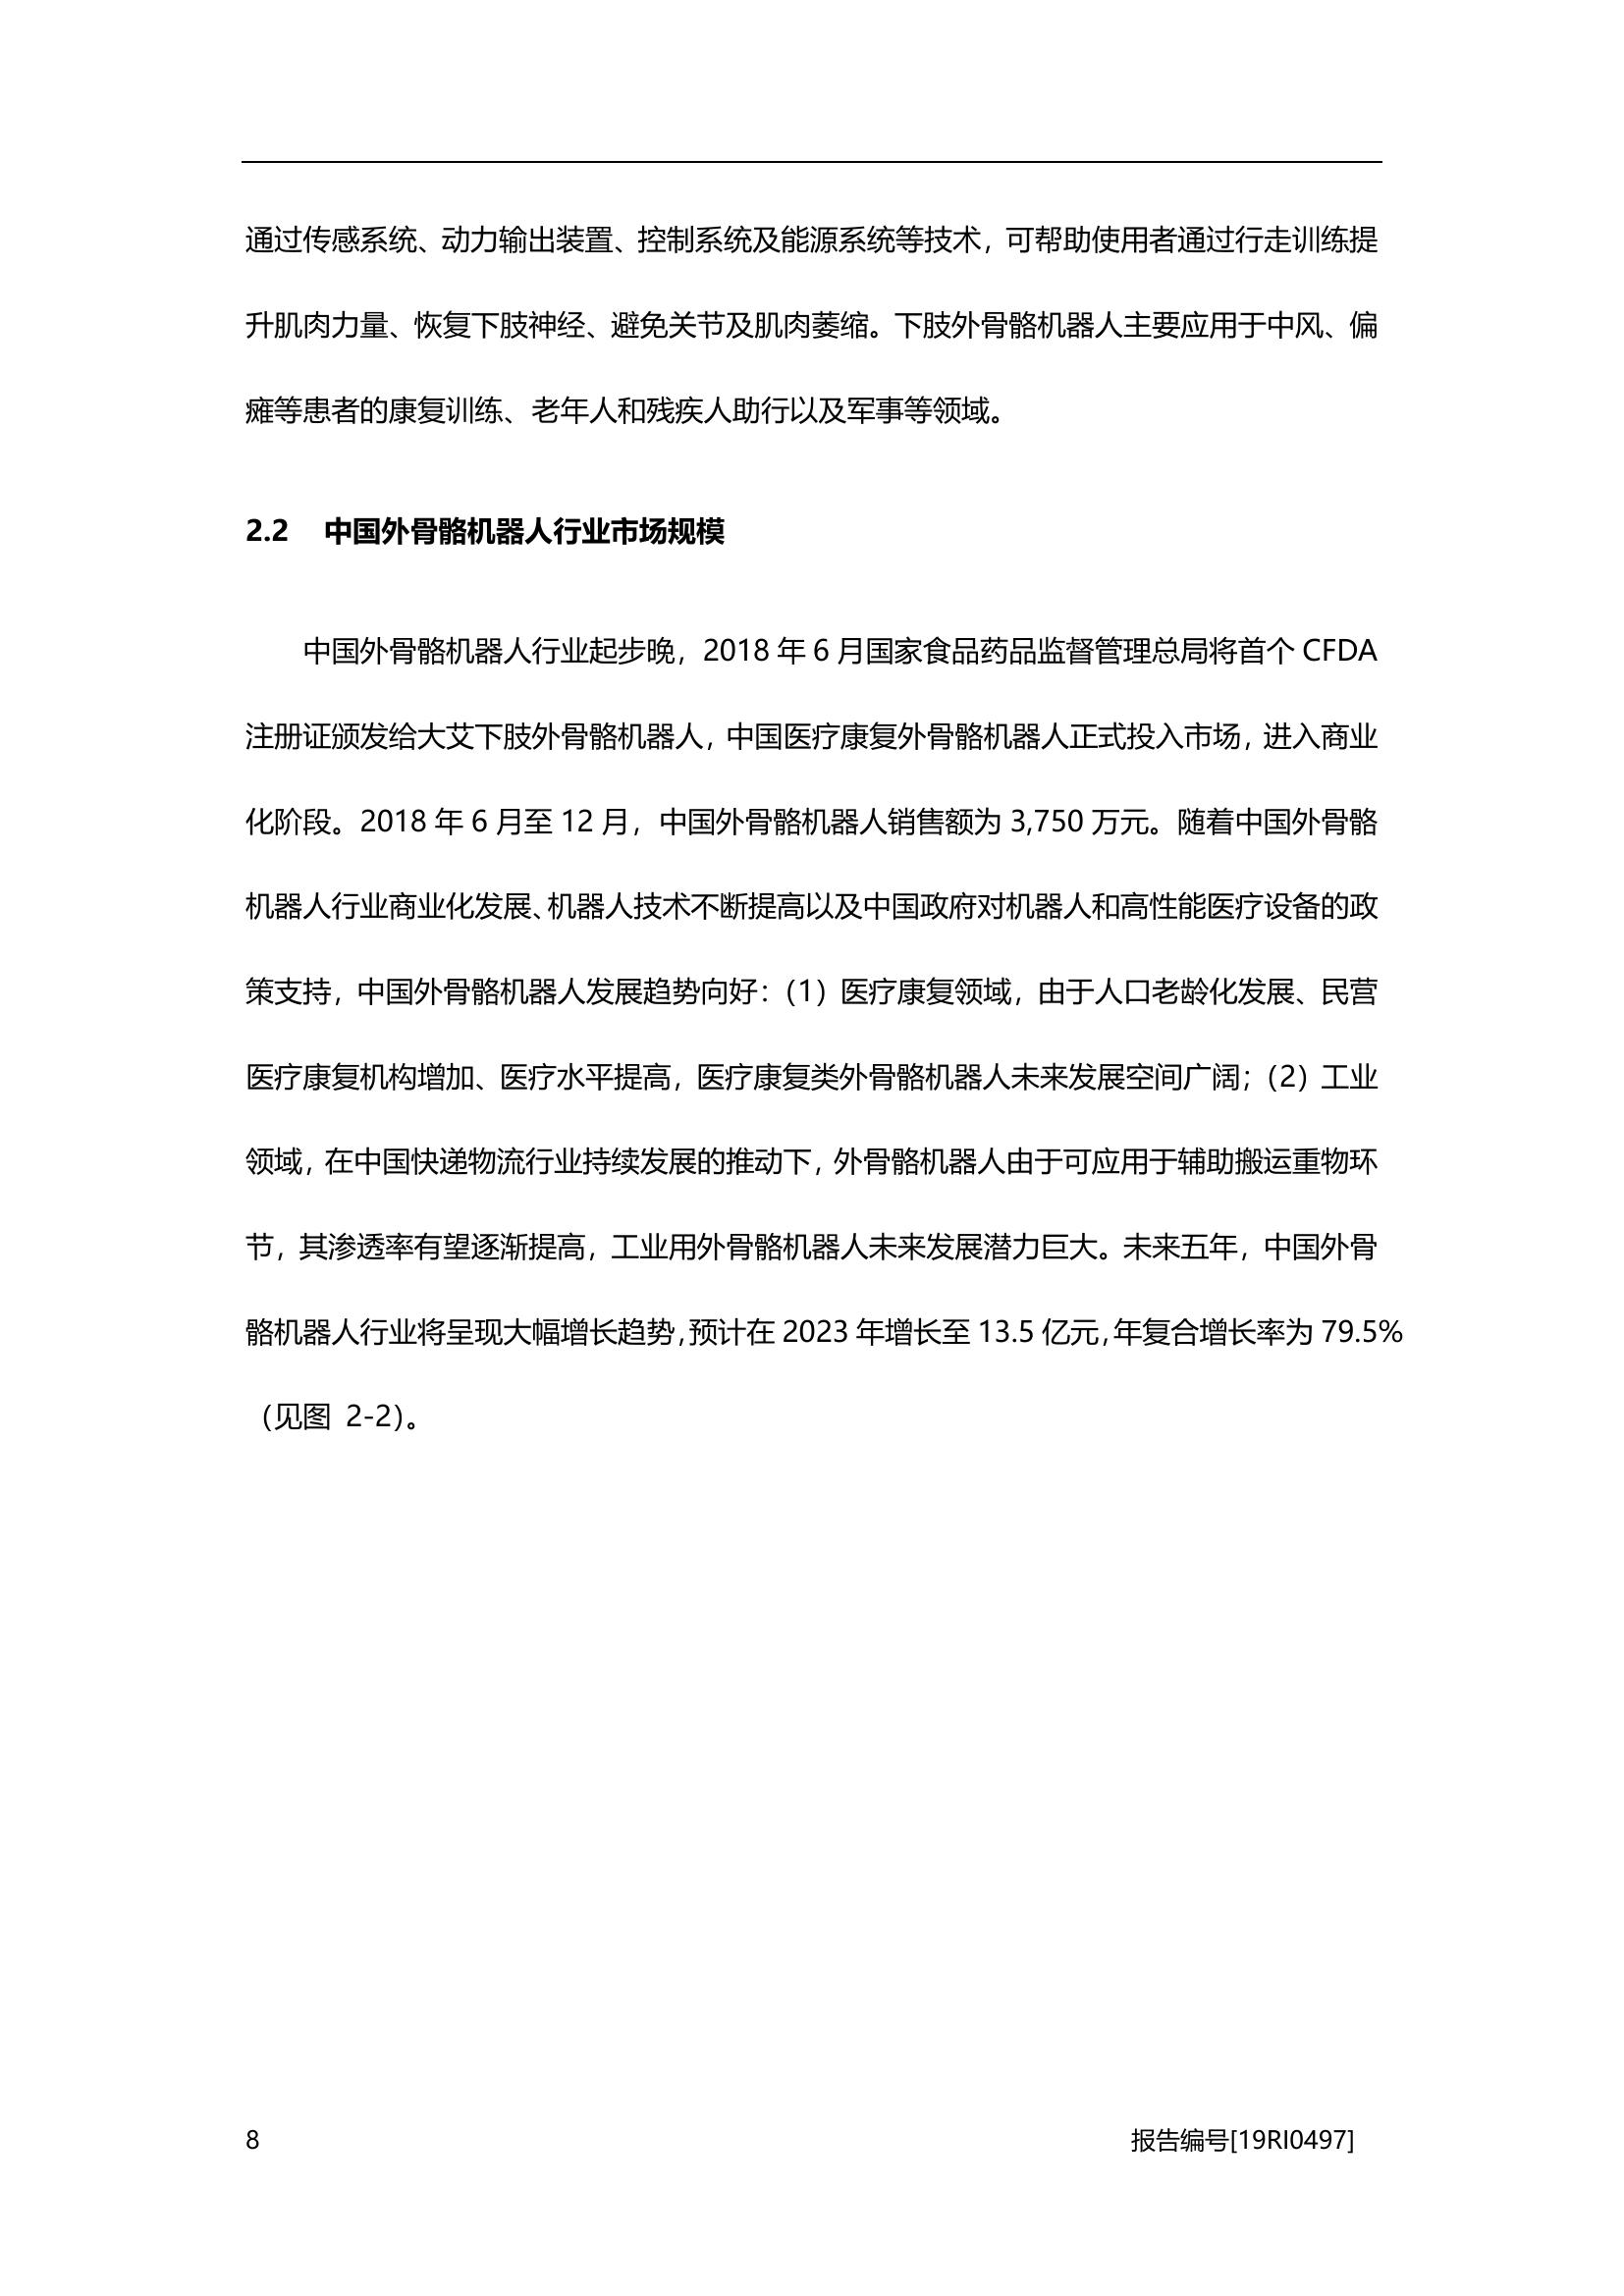 通过传感系统、动力输出装置、控制系统及能源系统等技术，可帮助使用者通过行走训练提
升肌肉力量、恢复下肢神经、避免关节及肌肉萎缩。下肢外骨骼机器人主要应用于中风、偏
瘫等患者的康复训练、老年人和残疾人助行以及军事等领域。
2.2 中国外骨骼机器人行业市场规模
中国外骨骼机器人行业起步晚，2018 年 6 月国家食品药品监督管理总局将首个 CFDA
注册证颁发给大艾下肢外骨骼机器人，中国医疗康复外骨骼机器人正式投入市场，进入商业
化阶段。2018 年 6 月至 12 月，中国外骨骼机器人销售额为 3,750 万元。随着中国外骨骼
机器人行业商业化发展、机器人技术不断提高以及中国政府对机器人和高性能医疗设备的政
策支持，中国外骨骼机器人发展趋势向好：（1）医疗康复领域，由于人口老龄化发展、民营
医疗康复机构增加、医疗水平提高，医疗康复类外骨骼机器人未来发展空间广阔；（2）工业
领域，在中国快递物流行业持续发展的推动下，外骨骼机器人由于可应用于辅助搬运重物环
节，其渗透率有望逐渐提高，工业用外骨骼机器人未来发展潜力巨大。未来五年，中国外骨
骼机器人行业将呈现大幅增长趋势，预计在 2023 年增长至 13.5 亿元，年复合增长率为 79.5%
（见图 2-2）。
8 报告编号[19RI0497]